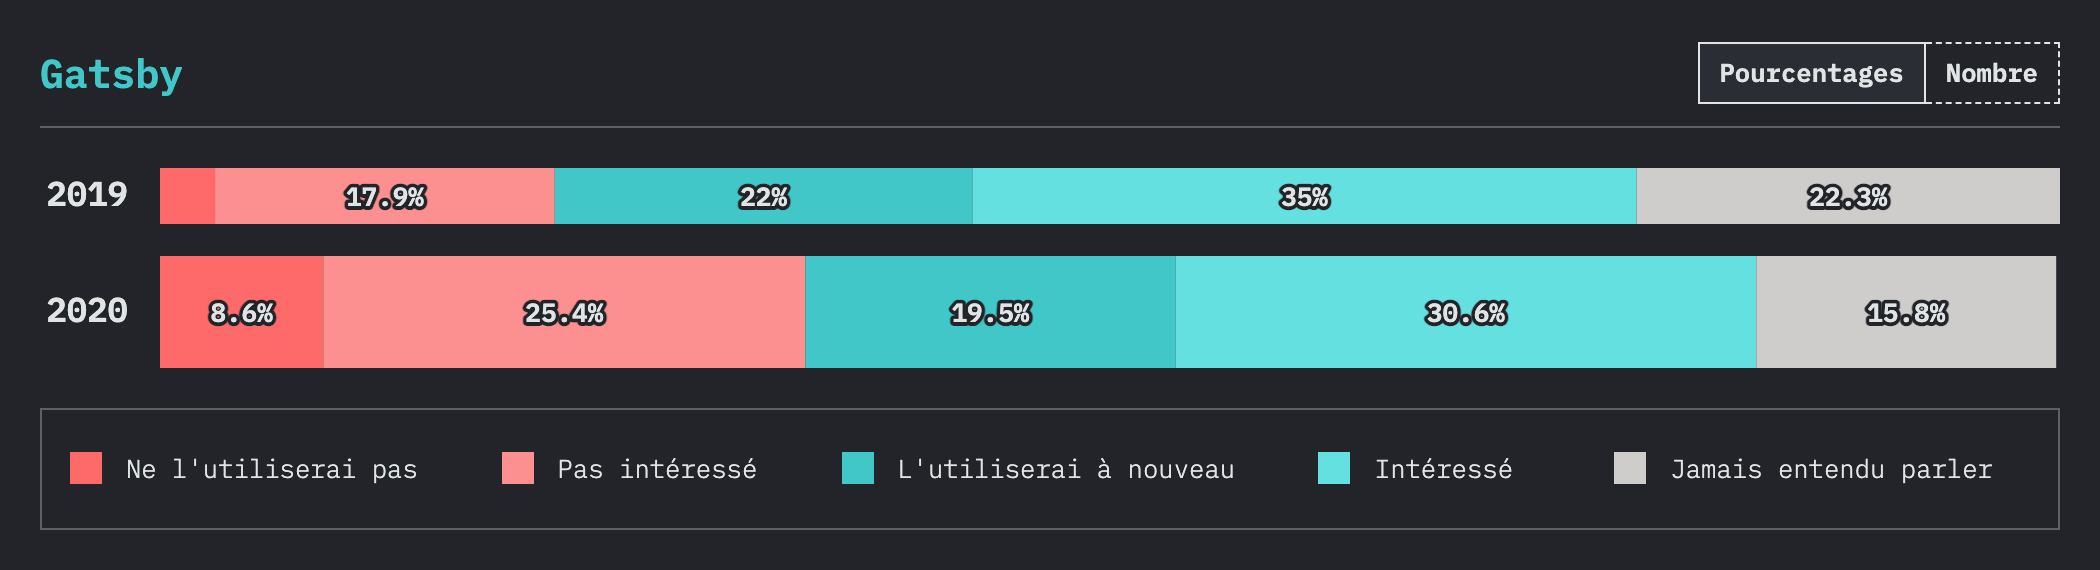 Gatsby
Pourcentages Nombre
2019 17.9% 22% 35% 22.3%
2020 8.6% 25.4% 19.5% 30.6% 15.8%
Ne l'utiliserai pas Pas intéressé L'utiliserai à nouveau Intéressé Jamais entendu parler